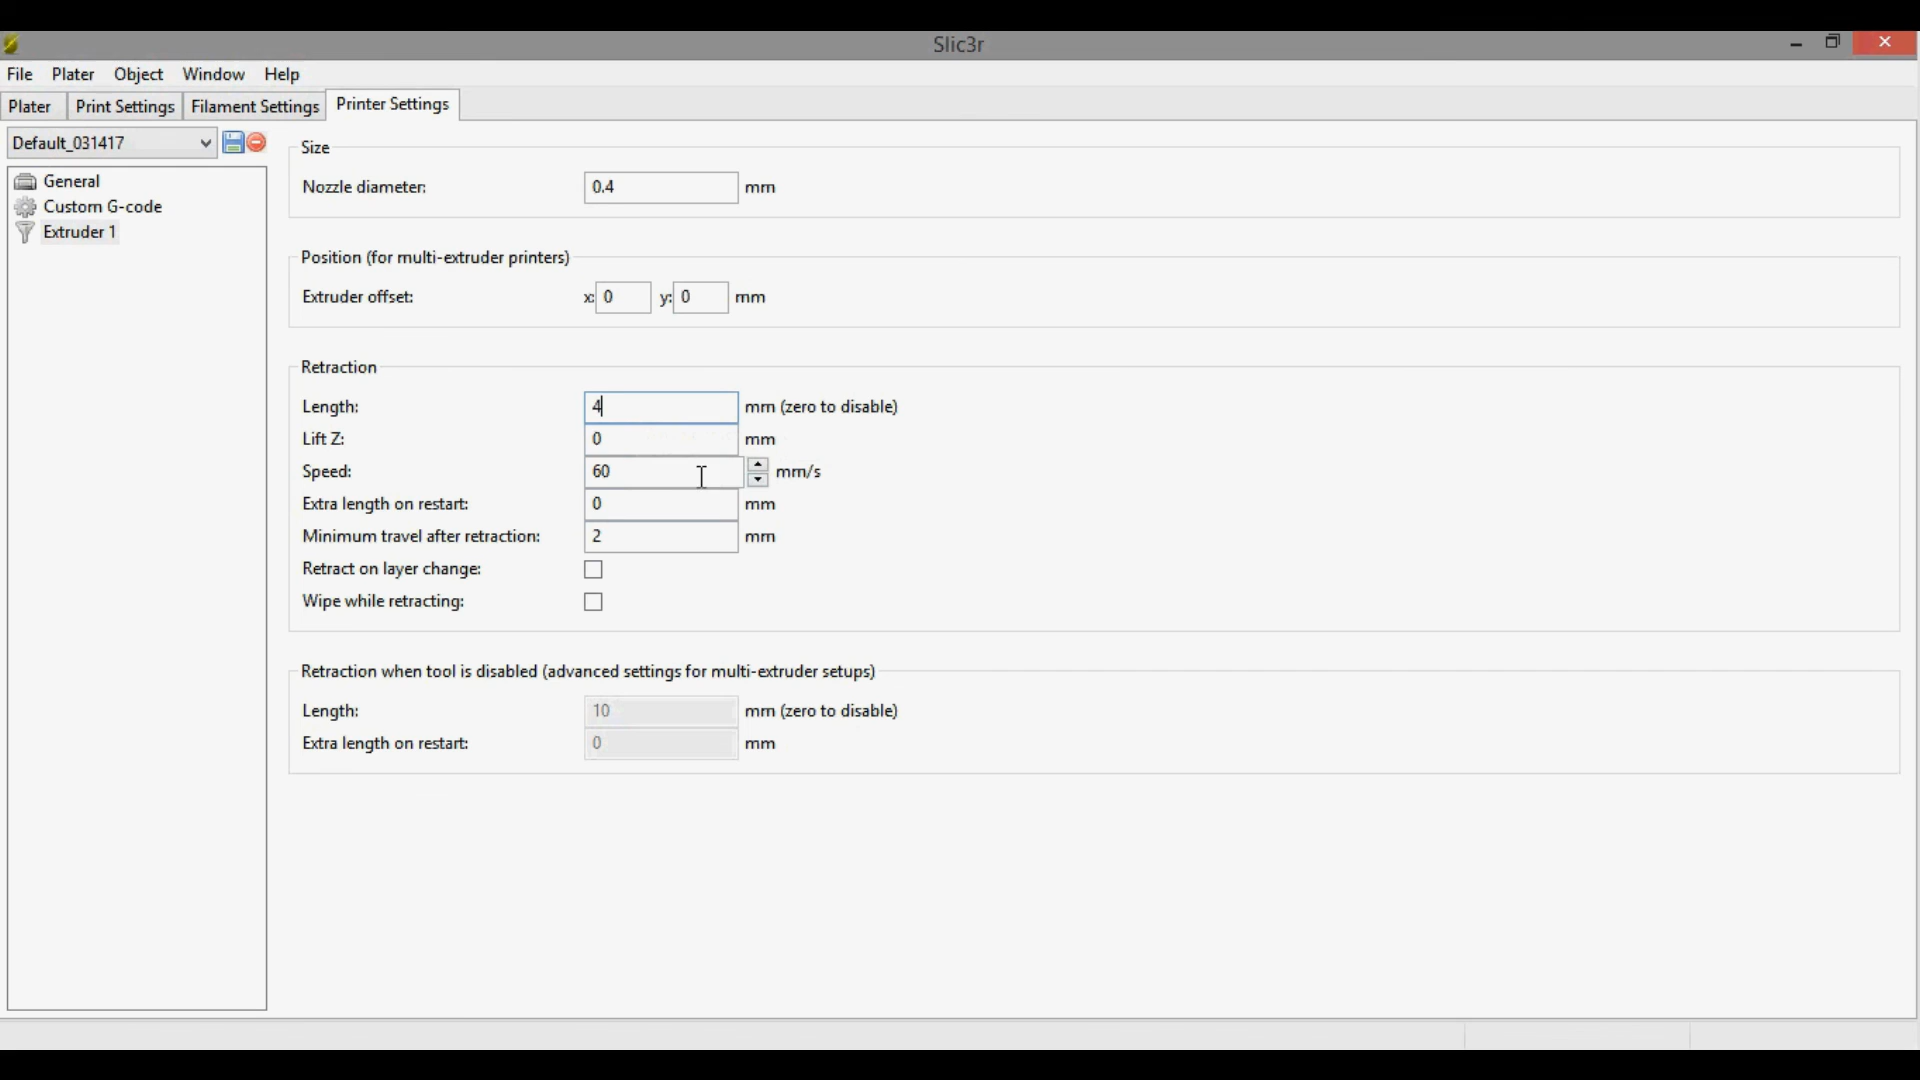 Slic3r
File Plater Object Window Help
Plater Print Settings Filament Settings Printer Settings
Default_031417
General
Custom G-code
Extruder 1
Size
Nozzle diameter: 0.4 mm
Position (for multi-extruder printers)
Extruder offset: x: 0 y: 0 mm
Retraction
Length: 4 mm (zero to disable)
Lift Z: 0 mm
Speed: 60 mm/s
Extra length on restart: 0 mm
Minimum travel after retraction: 2 mm
Retract on layer change:
Wipe while retracting:
Retraction when tool is disabled (advanced settings for multi-extruder setups)
Length: 10 mm (zero to disable)
Extra length on restart: 0 mm